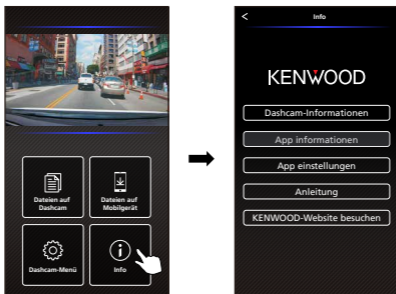 Dateien auf
Dashcam
Dateien auf
Mobilgerät
Dashcam-Menü
Info
<
Info
KENWOOD
Dashcam-Informationen
App informationen
App einstellungen
Anleitung
KENWOOD-Website besuchen